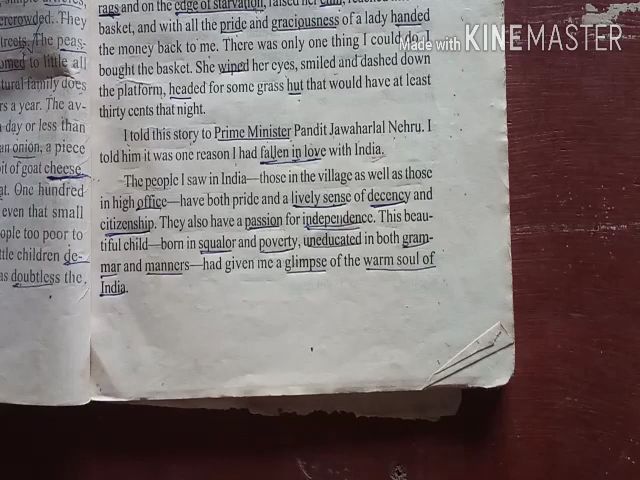 ercrowded. They
treets. The peas-
omed to little all
tural family does
rs a year. The av-
day or less than
an onion, a piece
bit of goat cheese,
at. One hundred
even that small
ople too poor to
ttle children de-
as doubtless the
rags and on the edge of starvation, raised her
basket, and with all the pride and graciousness of a lady handed
the money back to me. There was only one thing I could do. I
bought the basket. She wiped her eyes, smiled and dashed down
the platform, headed for some grass hut that would have at least
thirty cents that night.
I told this story to Prime Minister Pandit Jawaharlal Nehru. I
told him it was one reason I had fallen in love with India.
The people I saw in India—those in the village as well as those
in high office—have both pride and a lively sense of decency and
citizenship. They also have a passion for independence. This beau-
tiful child—born in squalor and poverty, uneducated in both gram-
mar and manners—had given me a glimpse of the warm soul of
India.
Made with KINEMASTER